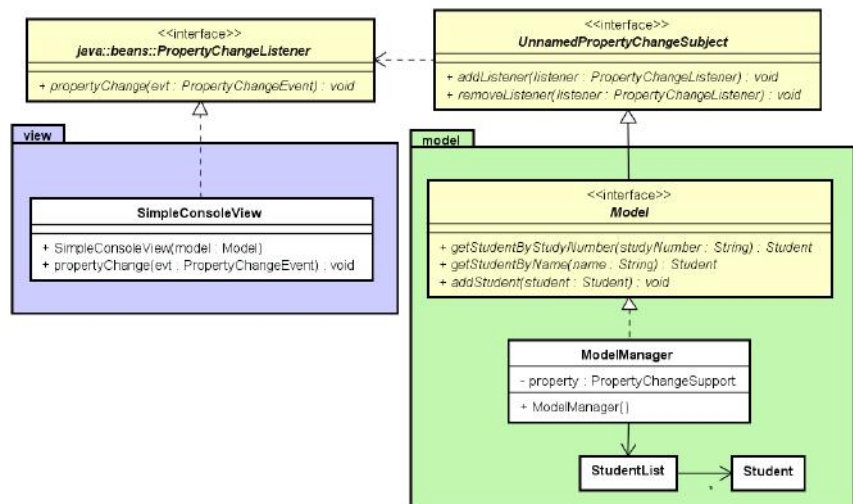 <<interface>>
java::beans::PropertyChangeListener
+ propertyChange(evt : PropertyChangeEvent) : void
<<interface>>
UnnamedPropertyChangeSubject
+ addListener(listener : PropertyChangeListener) : void
+ removeListener(listener : PropertyChangeListener) : void
view
SimpleConsoleView
+ SimpleConsoleView(model : Model)
+ propertyChange(evt : PropertyChangeEvent) : void
model
<<interface>>
Model
+ getStudentByStudyNumber(studyNumber : String) : Student
+ getStudentByName(name : String) : Student
+ addStudent(student : Student) : void
ModelManager
- property : PropertyChangeSupport
+ ModelManager()
StudentList
Student
*